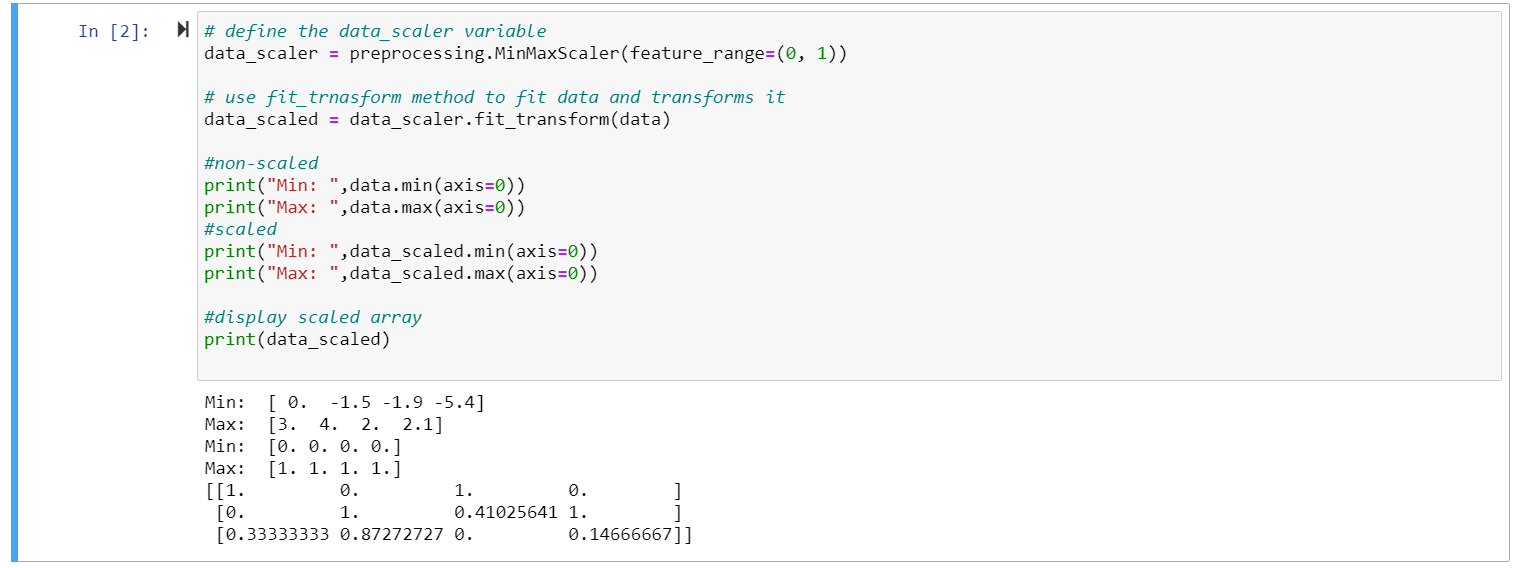 In [2]:
# define the data_scaler variable
data_scaler = preprocessing.MinMaxScaler(feature_range=(0, 1))
# use fit_trnasform method to fit data and transforms it
data_scaled = data_scaler.fit_transform(data)
#non-scaled
print("Min: ",data.min(axis=0))
print("Max: ",data.max(axis=0))
#scaled
print("Min: ",data_scaled.min(axis=0))
print("Max: ",data_scaled.max(axis=0))
#display scaled array
print(data_scaled)
Min:  [ 0.  -1.5 -1.9 -5.4]
Max:  [3.  4.  2.  2.1]
Min:  [0. 0. 0. 0.]
Max:  [1. 1. 1. 1.]
[[1.         0.         1.         0.        ]
 [0.         1.         0.41025641 1.        ]
 [0.33333333 0.87272727 0.         0.14666667]]